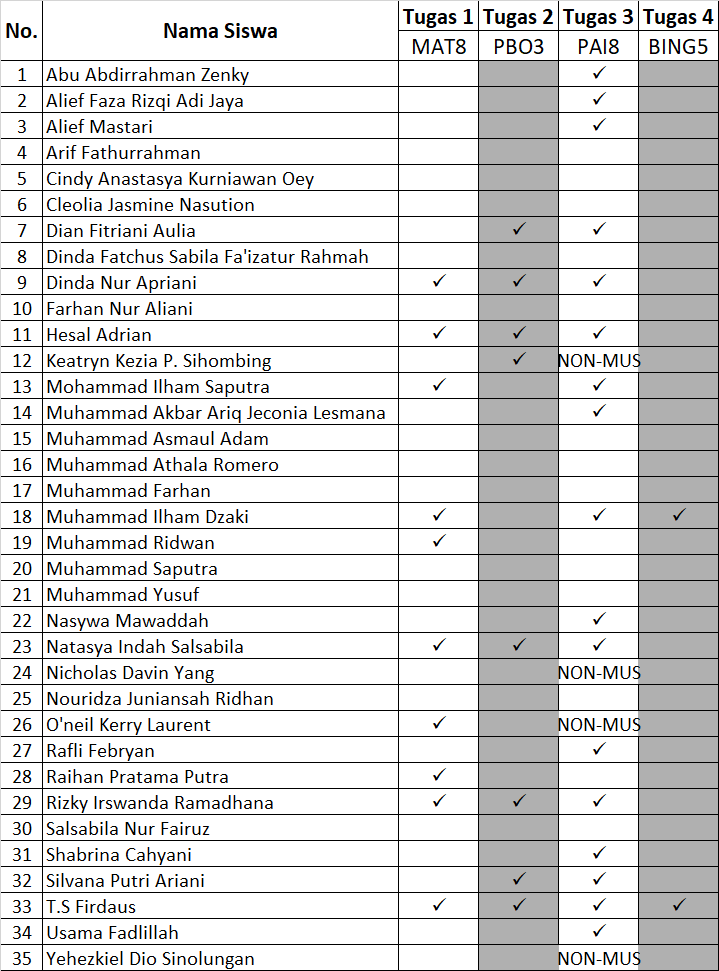 No. Nama Siswa Tugas 1 Tugas 2 Tugas 3 Tugas 4
MAT8 PBO3 PAI8 BING5
1 Abu Abdirrahman Zenky ✓
2 Alief Faza Rizqi Adi Jaya ✓
3 Alief Mastari ✓
4 Arif Fathurrahman
5 Cindy Anastasya Kurniawan Oey
6 Cleolia Jasmine Nasution
7 Dian Fitriani Aulia ✓ ✓
8 Dinda Fatchus Sabila Fa'izatur Rahmah
9 Dinda Nur Apriani ✓ ✓ ✓
10 Farhan Nur Aliani
11 Hesal Adrian ✓ ✓ ✓
12 Keatryn Kezia P. Sihombing ✓ NON-MUS
13 Mohammad Ilham Saputra ✓ ✓
14 Muhammad Akbar Ariq Jeconia Lesmana ✓
15 Muhammad Asmaul Adam
16 Muhammad Athala Romero
17 Muhammad Farhan
18 Muhammad Ilham Dzaki ✓ ✓ ✓
19 Muhammad Ridwan ✓
20 Muhammad Saputra
21 Muhammad Yusuf
22 Nasywa Mawaddah ✓
23 Natasya Indah Salsabila ✓ ✓ ✓
24 Nicholas Davin Yang NON-MUS
25 Nouridza Juniansah Ridhan
26 O'neil Kerry Laurent ✓ NON-MUS
27 Rafli Febryan ✓
28 Raihan Pratama Putra ✓
29 Rizky Irswanda Ramadhana ✓ ✓ ✓
30 Salsabila Nur Fairuz
31 Shabrina Cahyani ✓
32 Silvana Putri Ariani ✓ ✓
33 T.S Firdaus ✓ ✓ ✓ ✓
34 Usama Fadlillah ✓
35 Yehezkiel Dio Sinolungan NON-MUS